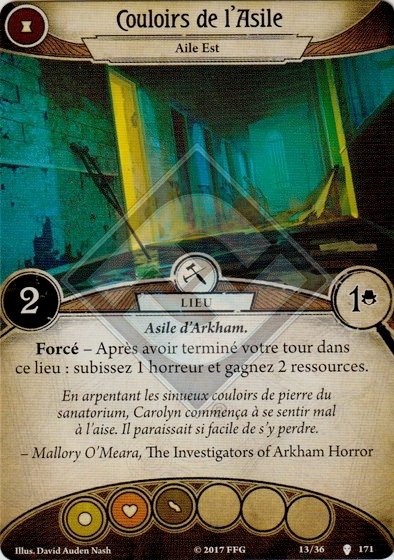 Couloirs de l'Asile
Aile Est
2
LIEU
1
Asile d'Arkham.
Forcé – Après avoir terminé votre tour dans
ce lieu : subissez 1 horreur et gagnez 2 ressources.
En arpentant les sinueux couloirs de pierre du
sanatorium, Carolyn commença à se sentir mal
à l'aise. Il paraissait si facile de s'y perdre.
– Mallory O'Meara, The Investigators of Arkham Horror
Illus. David Auden Nash
© 2017 FFG
13/36
171